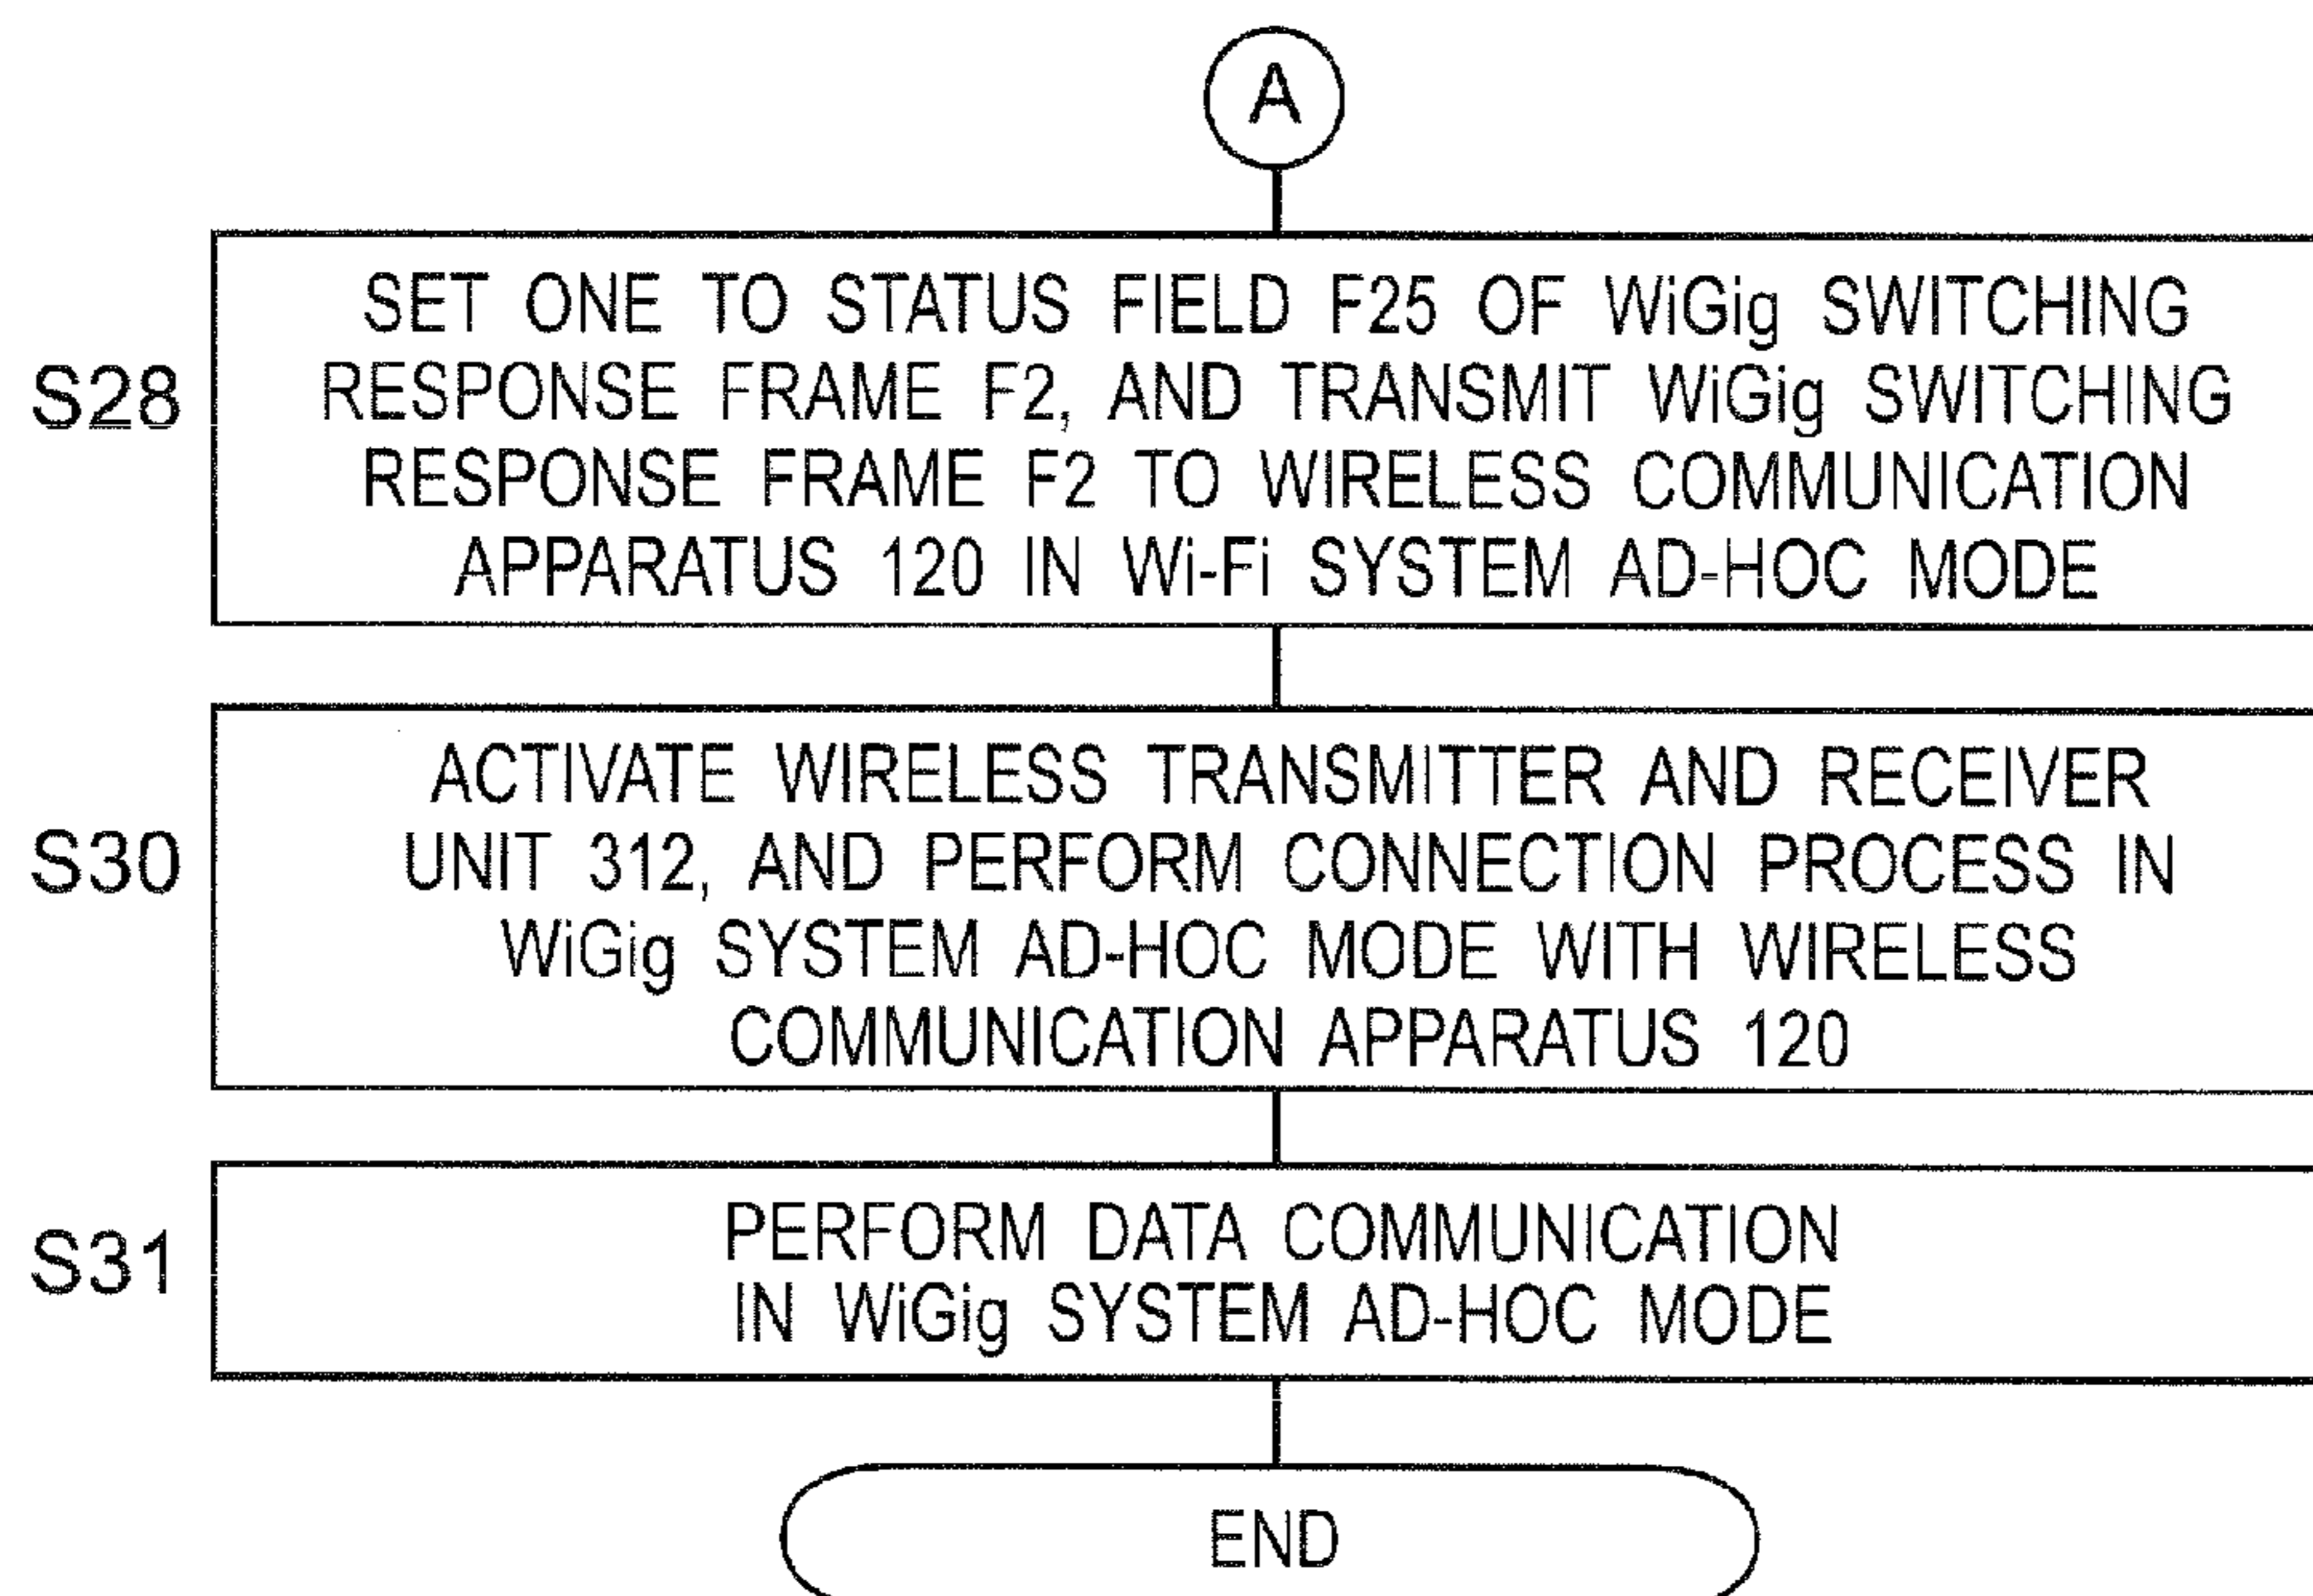 A
SET ONE TO STATUS FIELD F25 OF WiGig SWITCHING
S28
RESPONSE FRAME F2, AND TRANSMIT WiGig SWITCHING
RESPONSE FRAME F2 TO WIRELESS COMMUNICATION
APPARATUS 120 IN Wi-Fi SYSTEM AD-HOC MODE
ACTIVATE WIRELESS TRANSMITTER AND RECEIVER
S30
UNIT 312, AND PERFORM CONNECTION PROCESS IN
WiGig SYSTEM AD-HOC MODE WITH WIRELESS
COMMUNICATION APPARATUS 120
S31
PERFORM DATA COMMUNICATION
IN WiGig SYSTEM AD-HOC MODE
END